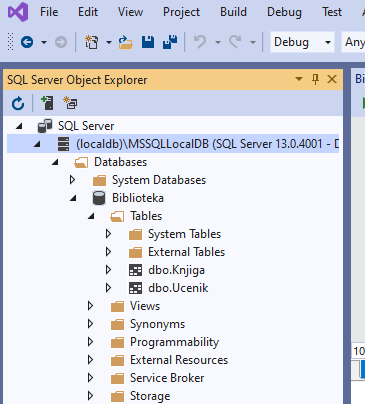 File Edit View Project Build Debug Test
Debug Any
SQL Server Object Explorer
Bi
SQL Server
(localdb)\MSSQLLocalDB (SQL Server 13.0.4001 - D
Databases
System Databases
Biblioteka
Tables
System Tables
External Tables
dbo.Knjiga
dbo.Ucenik
Views
Synonyms
Programmability
External Resources
10
Service Broker
Storage